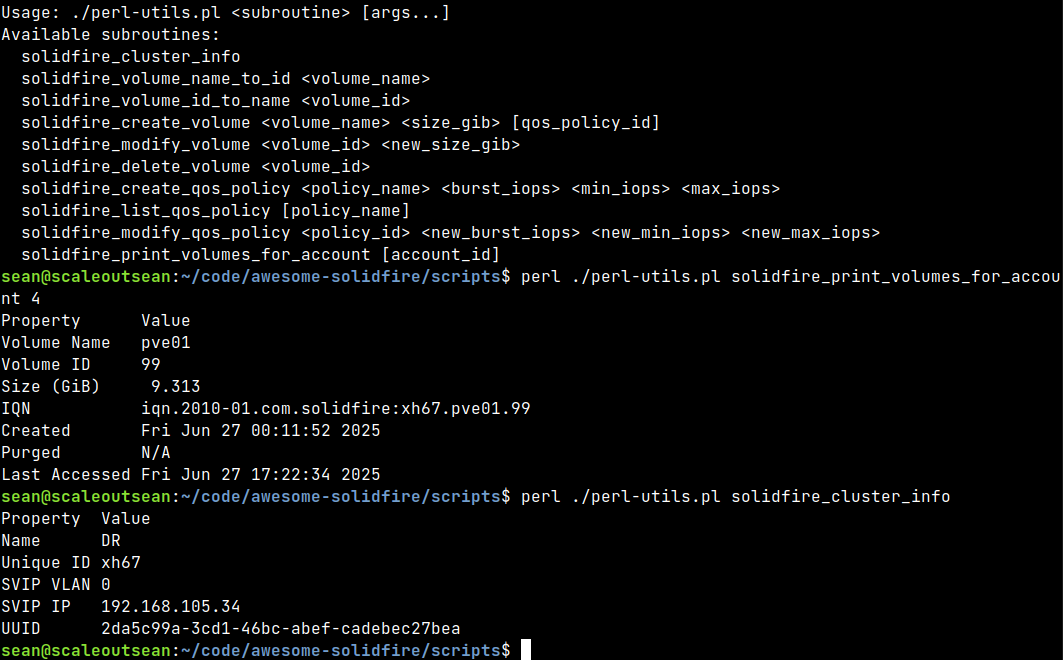 Usage: ./perl-utils.pl <subroutine> [args...]
Available subroutines:
  solidfire_cluster_info
  solidfire_volume_name_to_id <volume_name>
  solidfire_volume_id_to_name <volume_id>
  solidfire_create_volume <volume_name> <size_gib> [qos_policy_id]
  solidfire_modify_volume <volume_id> <new_size_gib>
  solidfire_delete_volume <volume_id>
  solidfire_create_qos_policy <policy_name> <burst_iops> <min_iops> <max_iops>
  solidfire_list_qos_policy [policy_name]
  solidfire_modify_qos_policy <policy_id> <new_burst_iops> <new_min_iops> <new_max_iops>
  solidfire_print_volumes_for_account [account_id]
sean@scaleoutsean:~/code/awesome-solidfire/scripts$ perl ./perl-utils.pl solidfire_print_volumes_for_accou
nt 4
Property      Value
Volume Name   pve01
Volume ID     99
Size (GiB)     9.313
IQN           iqn.2010-01.com.solidfire:xh67.pve01.99
Created       Fri Jun 27 00:11:52 2025
Purged        N/A
Last Accessed Fri Jun 27 17:22:34 2025
sean@scaleoutsean:~/code/awesome-solidfire/scripts$ perl ./perl-utils.pl solidfire_cluster_info
Property  Value
Name      DR
Unique ID xh67
SVIP VLAN 0
SVIP IP   192.168.105.34
UUID      2da5c99a-3cd1-46bc-abef-cadebec27bea
sean@scaleoutsean:~/code/awesome-solidfire/scripts$